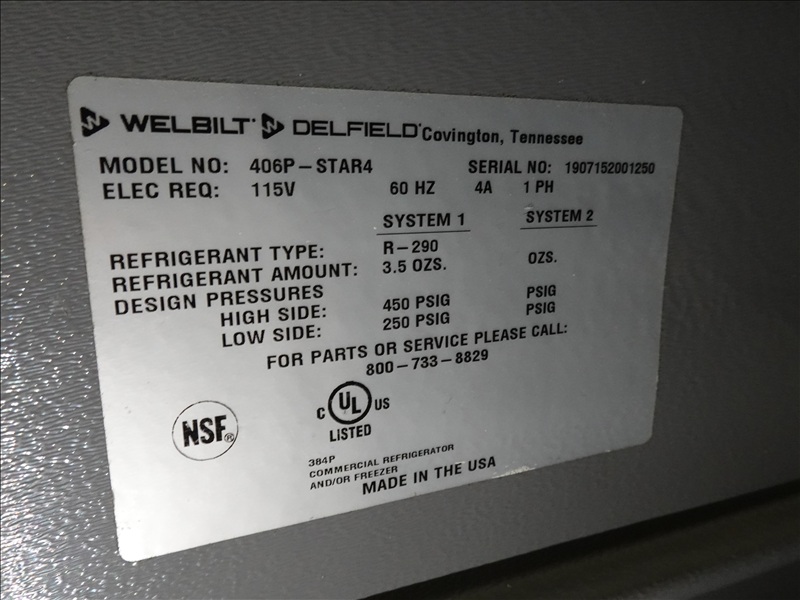 WELBILT DELFIELD Covington, Tennessee
MODEL NO: 406P-STAR4 SERIAL NO: 1907152001250
ELEC REQ: 115V 60 HZ 4A 1 PH
SYSTEM 1 SYSTEM 2
REFRIGERANT TYPE: R-290
REFRIGERANT AMOUNT: 3.5 OZS. OZS.
DESIGN PRESSURES
HIGH SIDE: 450 PSIG PSIG
LOW SIDE: 250 PSIG PSIG
FOR PARTS OR SERVICE PLEASE CALL:
800-733-8829
NSF®
C UL US
LISTED
384P
COMMERCIAL REFRIGERATOR
AND/OR FREEZER
MADE IN THE USA